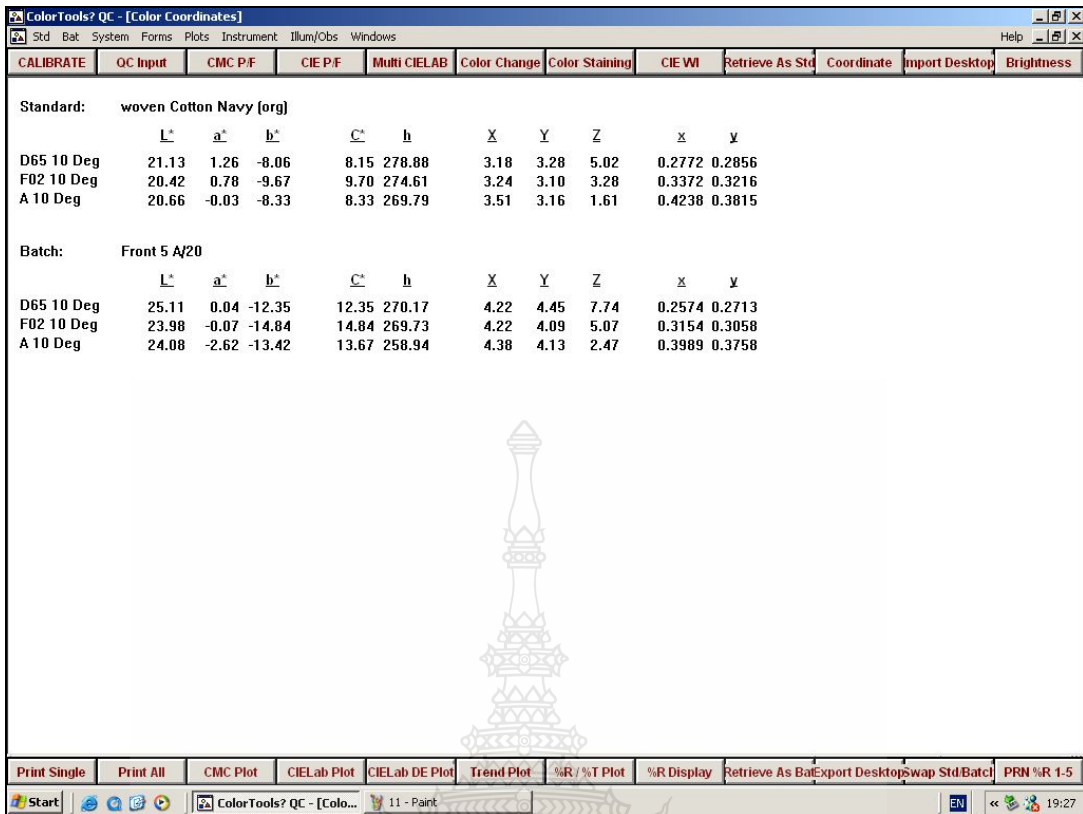 ColorTools? QC - [Color Coordinates]
Std Bat System Forms Plots Instrument Illum/Obs Windows Help
CALIBRATE QC Input CMC P/F CIE P/F Multi CIELAB Color Change Color Staining CIE WI Retrieve As Std Coordinate Import Desktop Brightness
Standard: woven Cotton Navy (org)
L* a* b* C* h X Y Z x y
D65 10 Deg 21.13 1.26 -8.06 8.15 278.88 3.18 3.28 5.02 0.2772 0.2856
F02 10 Deg 20.42 0.78 -9.67 9.70 274.61 3.24 3.10 3.28 0.3372 0.3216
A 10 Deg 20.66 -0.03 -8.33 8.33 269.79 3.51 3.16 1.61 0.4238 0.3815
Batch: Front 5 A/20
L* a* b* C* h X Y Z x y
D65 10 Deg 25.11 0.04 -12.35 12.35 270.17 4.22 4.45 7.74 0.2574 0.2713
F02 10 Deg 23.98 -0.07 -14.84 14.84 269.73 4.22 4.09 5.07 0.3154 0.3058
A 10 Deg 24.08 -2.62 -13.42 13.67 258.94 4.38 4.13 2.47 0.3989 0.3758
Print Single Print All CMC Plot CIELab Plot CIELab DE Plot Trend Plot %R / %T Plot %R Display Retrieve As Bat Export Desktop Swap Std/Batch PRN %R 1-5
Start ColorTools? QC - [Colo... 11 - Paint EN « 19:27